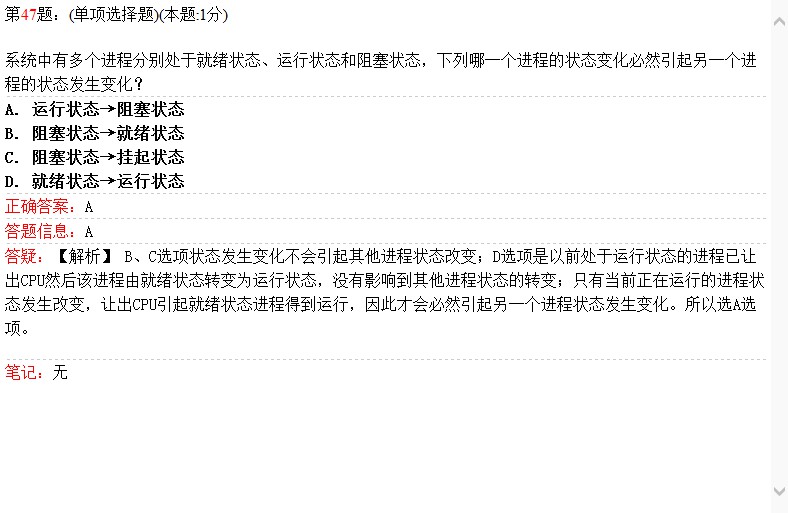 第47题: (单项选择题)(本题:1分)
系统中有多个进程分别处于就绪状态、运行状态和阻塞状态，下列哪一个进程的状态变化必然引起另一个进
程的状态发生变化?
A. 运行状态→阻塞状态
B. 阻塞状态→就绪状态
C. 阻塞状态→挂起状态
D. 就绪状态→运行状态
正确答案: A
答题信息: A
答疑: 【解析】 B、C选项状态发生变化不会引起其他进程状态改变；D选项是以前处于运行状态的进程已让
出CPU然后该进程由就绪状态转变为运行状态，没有影响到其他进程状态的转变；只有当前正在运行的进程状
态发生改变，让出CPU引起就绪状态进程得到运行，因此才会必然引起另一个进程状态发生变化。所以选A选
项。
笔记: 无